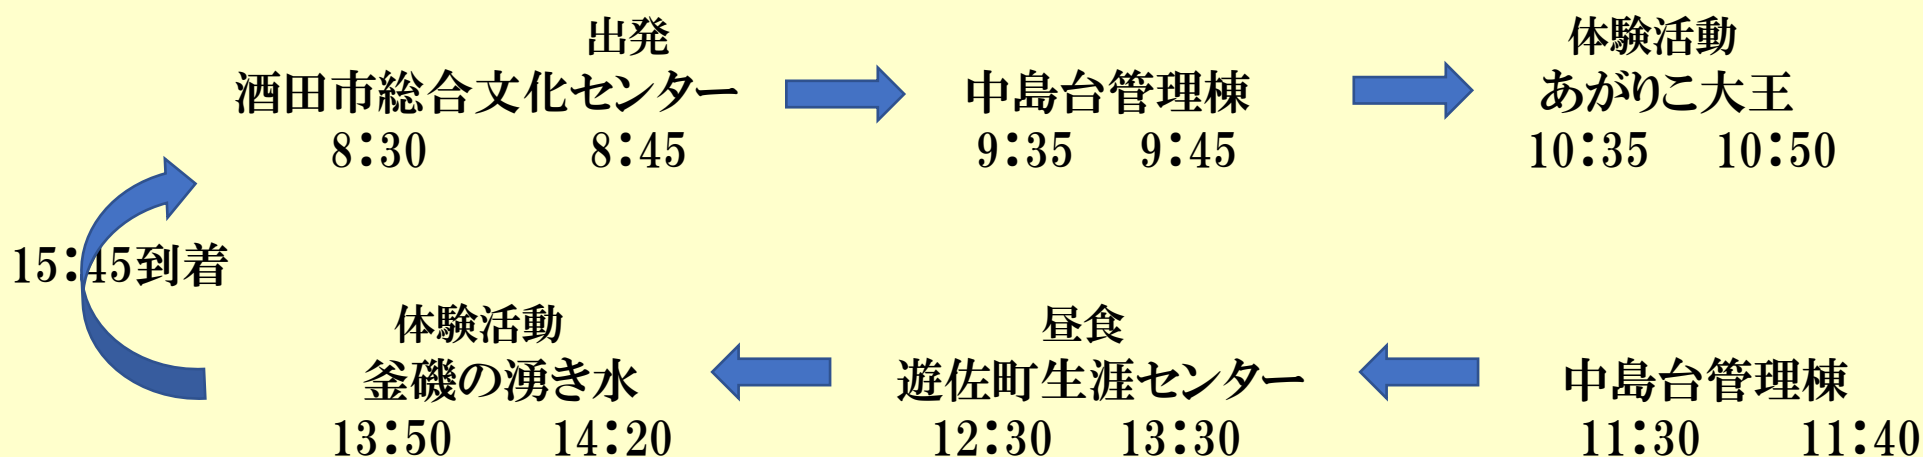 出発
酒田市総合文化センター
8:30 8:45
中島台管理棟
9:35 9:45
体験活動
あがりこ大王
10:35 10:50
中島台管理棟
11:30 11:40
昼食
遊佐町生涯センター
12:30 13:30
体験活動
釜磯の湧き水
13:50 14:20
15:45到着